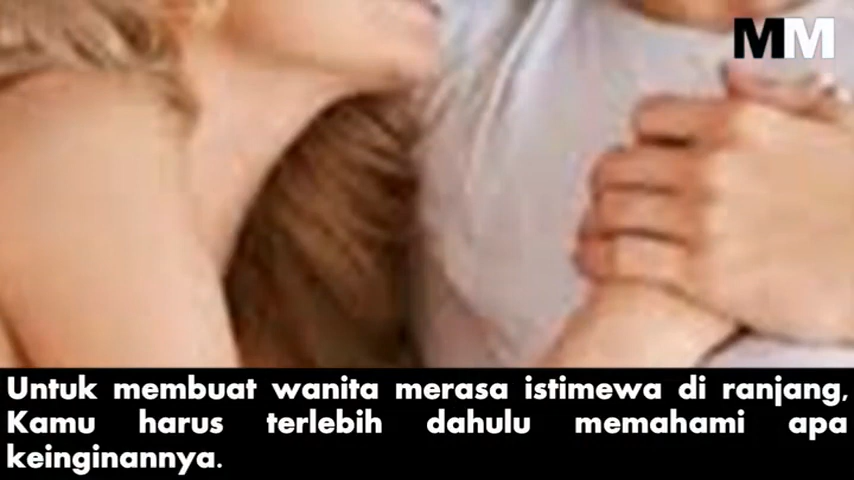 MM
Untuk membuat wanita merasa istimewa di ranjang,
Kamu harus terlebih dahulu memahami apa
keinginannya.